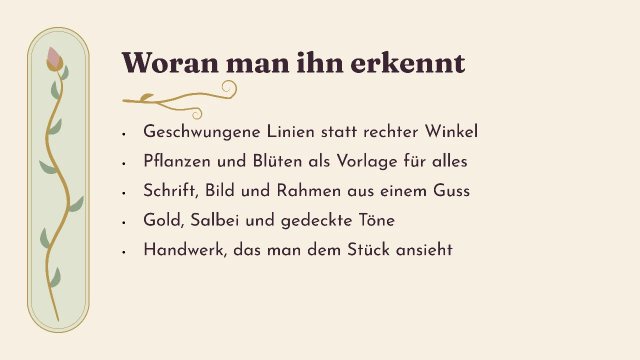 Woran man ihn erkennt
• Geschwungene Linien statt rechter Winkel
• Pflanzen und Blüten als Vorlage für alles
• Schrift, Bild und Rahmen aus einem Guss
• Gold, Salbei und gedeckte Töne
• Handwerk, das man dem Stück ansieht